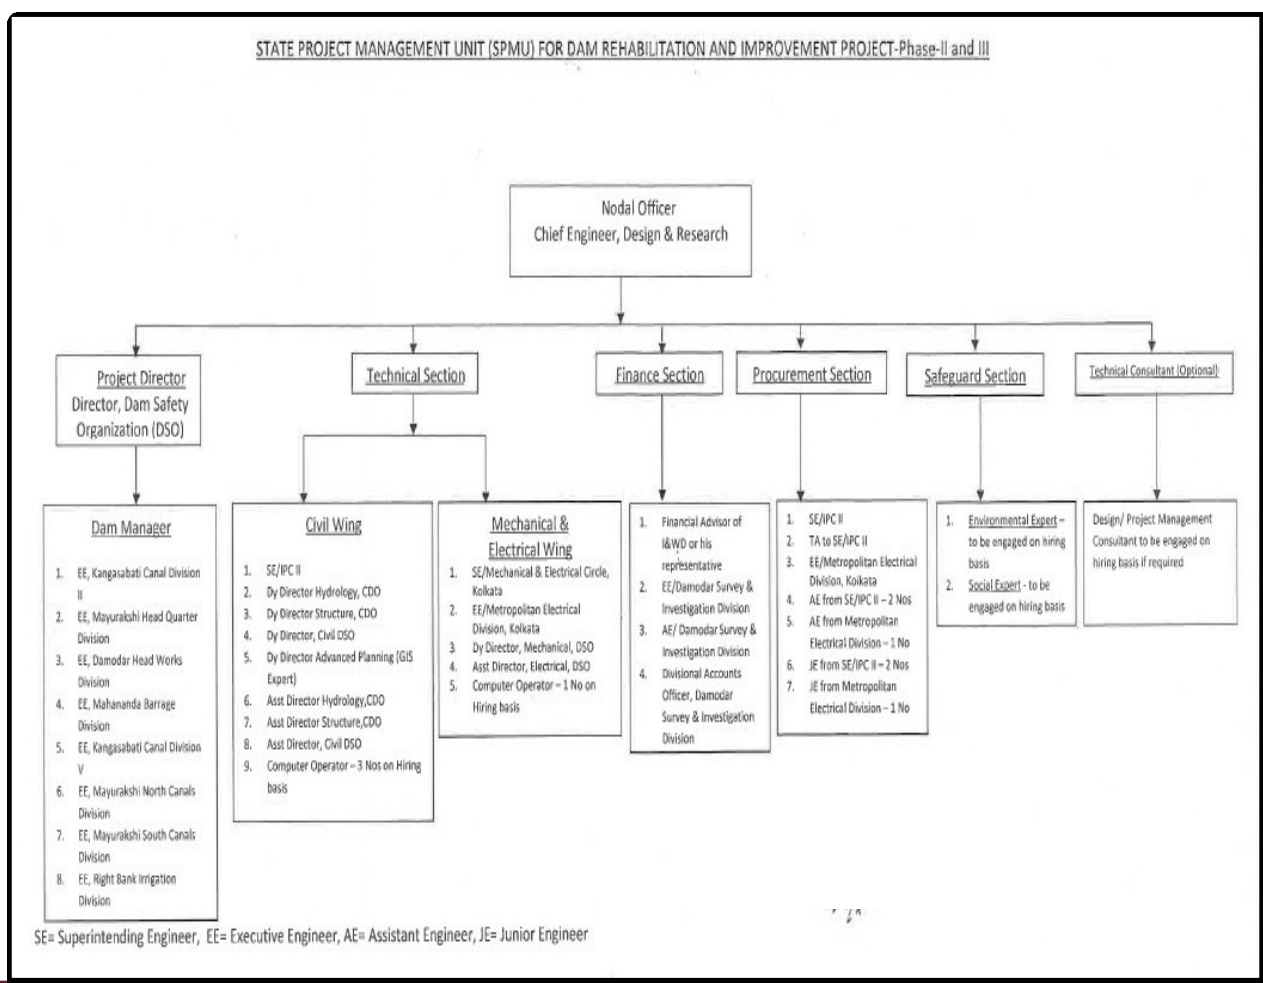 STATE PROJECT MANAGEMENT UNIT (SPMU) FOR DAM REHABILITATION AND IMPROVEMENT PROJECT-Phase-II and III
Nodal Officer
Chief Engineer, Design & Research
Project Director
Director, Dam Safety
Organization (DSO)
Technical Section
Finance Section
Procurement Section
Safeguard Section
Technical Consultant (Optional)
Dam Manager
1. EE, Kangasabati Canal Division
II
2. EE, Mayurakshi Head Quarter
Division
3. EE, Damodar Head Works
Division
4. EE, Mahananda Barrage
Division
5. EE, Kangasabati Canal Division
V
6. EE, Mayurakshi North Canals
Division
7. EE, Mayurakshi South Canals
Division
8. EE, Right Bank Irrigation
Division
Civil Wing
1. SE/IPC II
2. Dy Director Hydrology, CDO
3. Dy Director Structure, CDO
4. Dy Director, Civil DSO
5. Dy Director Advanced Planning (GIS
Expert)
6. Asst Director Hydrology,CDO
7. Asst Director Structure,CDO
8. Asst Director, Civil DSO
9. Computer Operator – 3 Nos on Hiring
basis
Mechanical &
Electrical Wing
1. SE/Mechanical & Electrical Circle,
Kolkata
2. EE/Metropolitan Electrical
Division, Kolkata
3 Dy Director, Mechanical, DSO
4. Asst Director, Electrical, DSO
5. Computer Operator – 1 No on
Hiring basis
1. Financial Advisor of
I&WD or his
representative
2. EE/Damodar Survey &
Investigation Division
3. AE/ Damodar Survey &
Investigation Division
4. Divisional Accounts
Officer, Damodar
Survey & Investigation
Division
1. SE/IPC II
2. TA to SE/IPC II
3. EE/Metropolitan Electrical
Division, Kolkata
4. AE from SE/IPC II – 2 Nos
5. AE from Metropolitan
Electrical Division – 1 No
6. JE from SE/IPC II – 2 Nos
7. JE from Metropolitan
Electrical Division – 1 No
1. Environmental Expert –
to be engaged on hiring
basis
2. Social Expert - to be
engaged on hiring basis
Design/ Project Management
Consultant to be engaged on
hiring basis if required
SE= Superintending Engineer, EE= Executive Engineer, AE= Assistant Engineer, JE= Junior Engineer